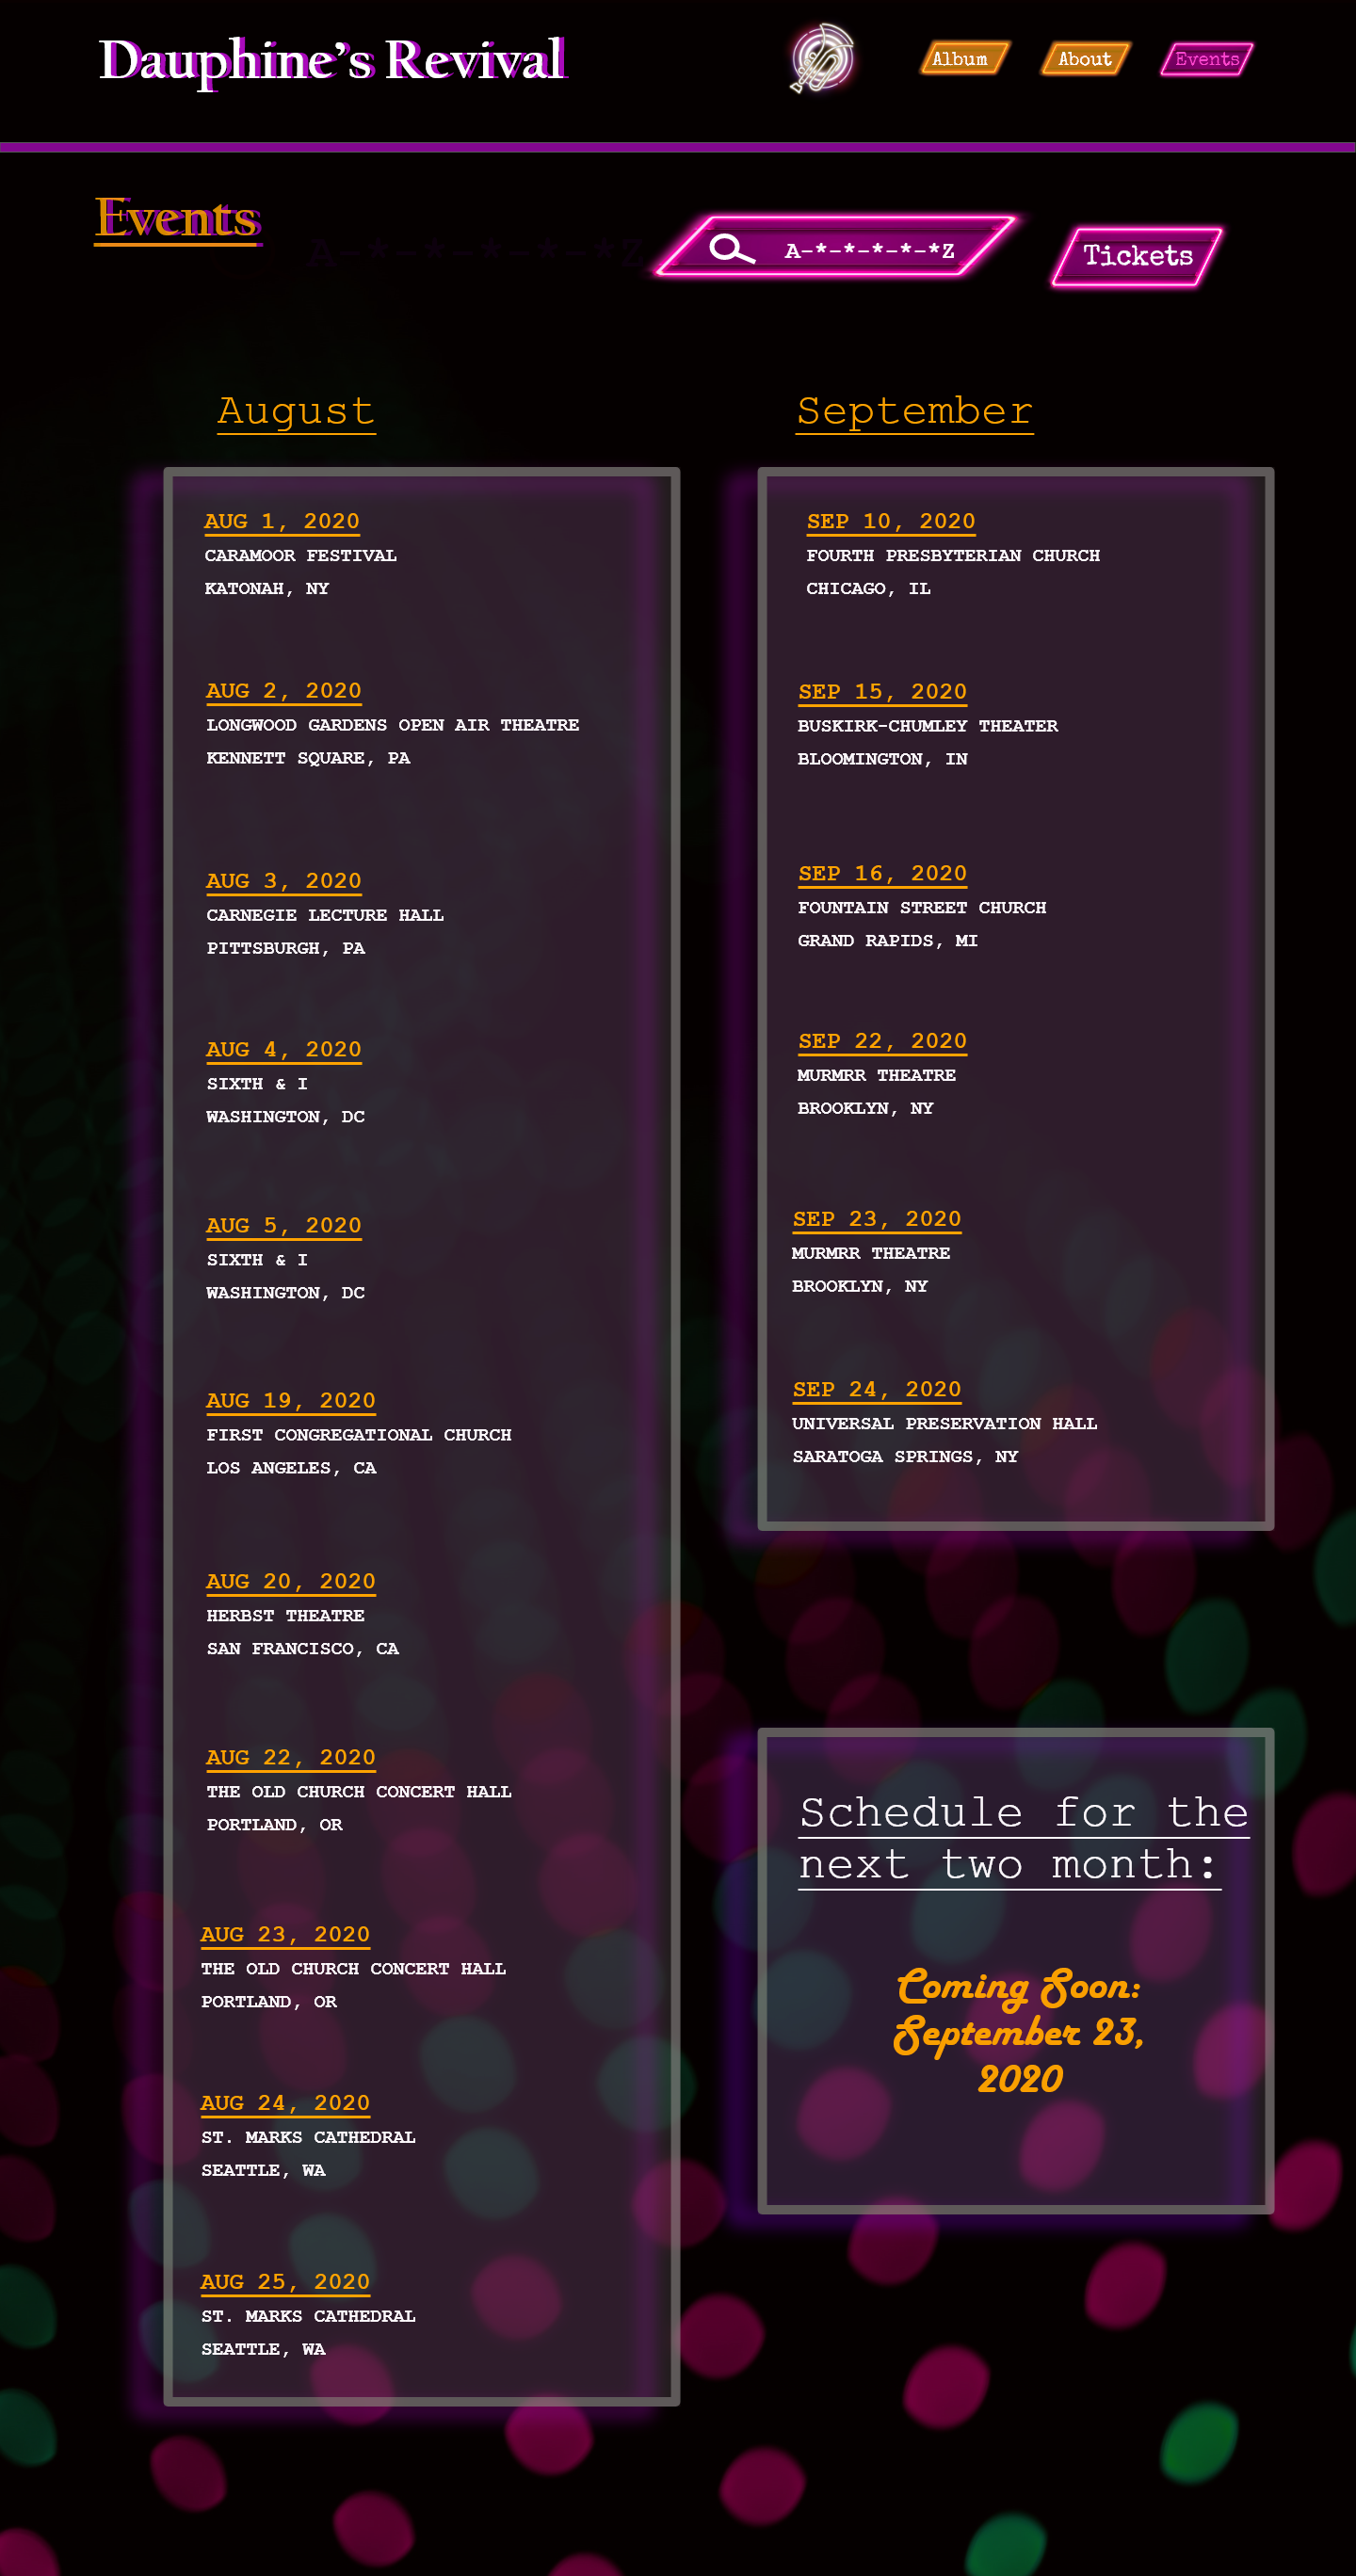 Dauphine's Revival
Album
About
Events
Events
A-*-*-*-*-*Z
A-*-*-*-*-*Z
Tickets
August
AUG 1, 2020
CARAMOOR FESTIVAL
KATONAH, NY
AUG 2, 2020
LONGWOOD GARDENS OPEN AIR THEATRE
KENNETT SQUARE, PA
AUG 3, 2020
CARNEGIE LECTURE HALL
PITTSBURGH, PA
AUG 4, 2020
SIXTH & I
WASHINGTON, DC
AUG 5, 2020
SIXTH & I
WASHINGTON, DC
AUG 19, 2020
FIRST CONGREGATIONAL CHURCH
LOS ANGELES, CA
AUG 20, 2020
HERBST THEATRE
SAN FRANCISCO, CA
AUG 22, 2020
THE OLD CHURCH CONCERT HALL
PORTLAND, OR
AUG 23, 2020
THE OLD CHURCH CONCERT HALL
PORTLAND, OR
AUG 24, 2020
ST. MARKS CATHEDRAL
SEATTLE, WA
AUG 25, 2020
ST. MARKS CATHEDRAL
SEATTLE, WA
September
SEP 10, 2020
FOURTH PRESBYTERIAN CHURCH
CHICAGO, IL
SEP 15, 2020
BUSKIRK-CHUMLEY THEATER
BLOOMINGTON, IN
SEP 16, 2020
FOUNTAIN STREET CHURCH
GRAND RAPIDS, MI
SEP 22, 2020
MURMRR THEATRE
BROOKLYN, NY
SEP 23, 2020
MURMRR THEATRE
BROOKLYN, NY
SEP 24, 2020
UNIVERSAL PRESERVATION HALL
SARATOGA SPRINGS, NY
Schedule for the
next two month:
Coming Soon:
September 23,
2020